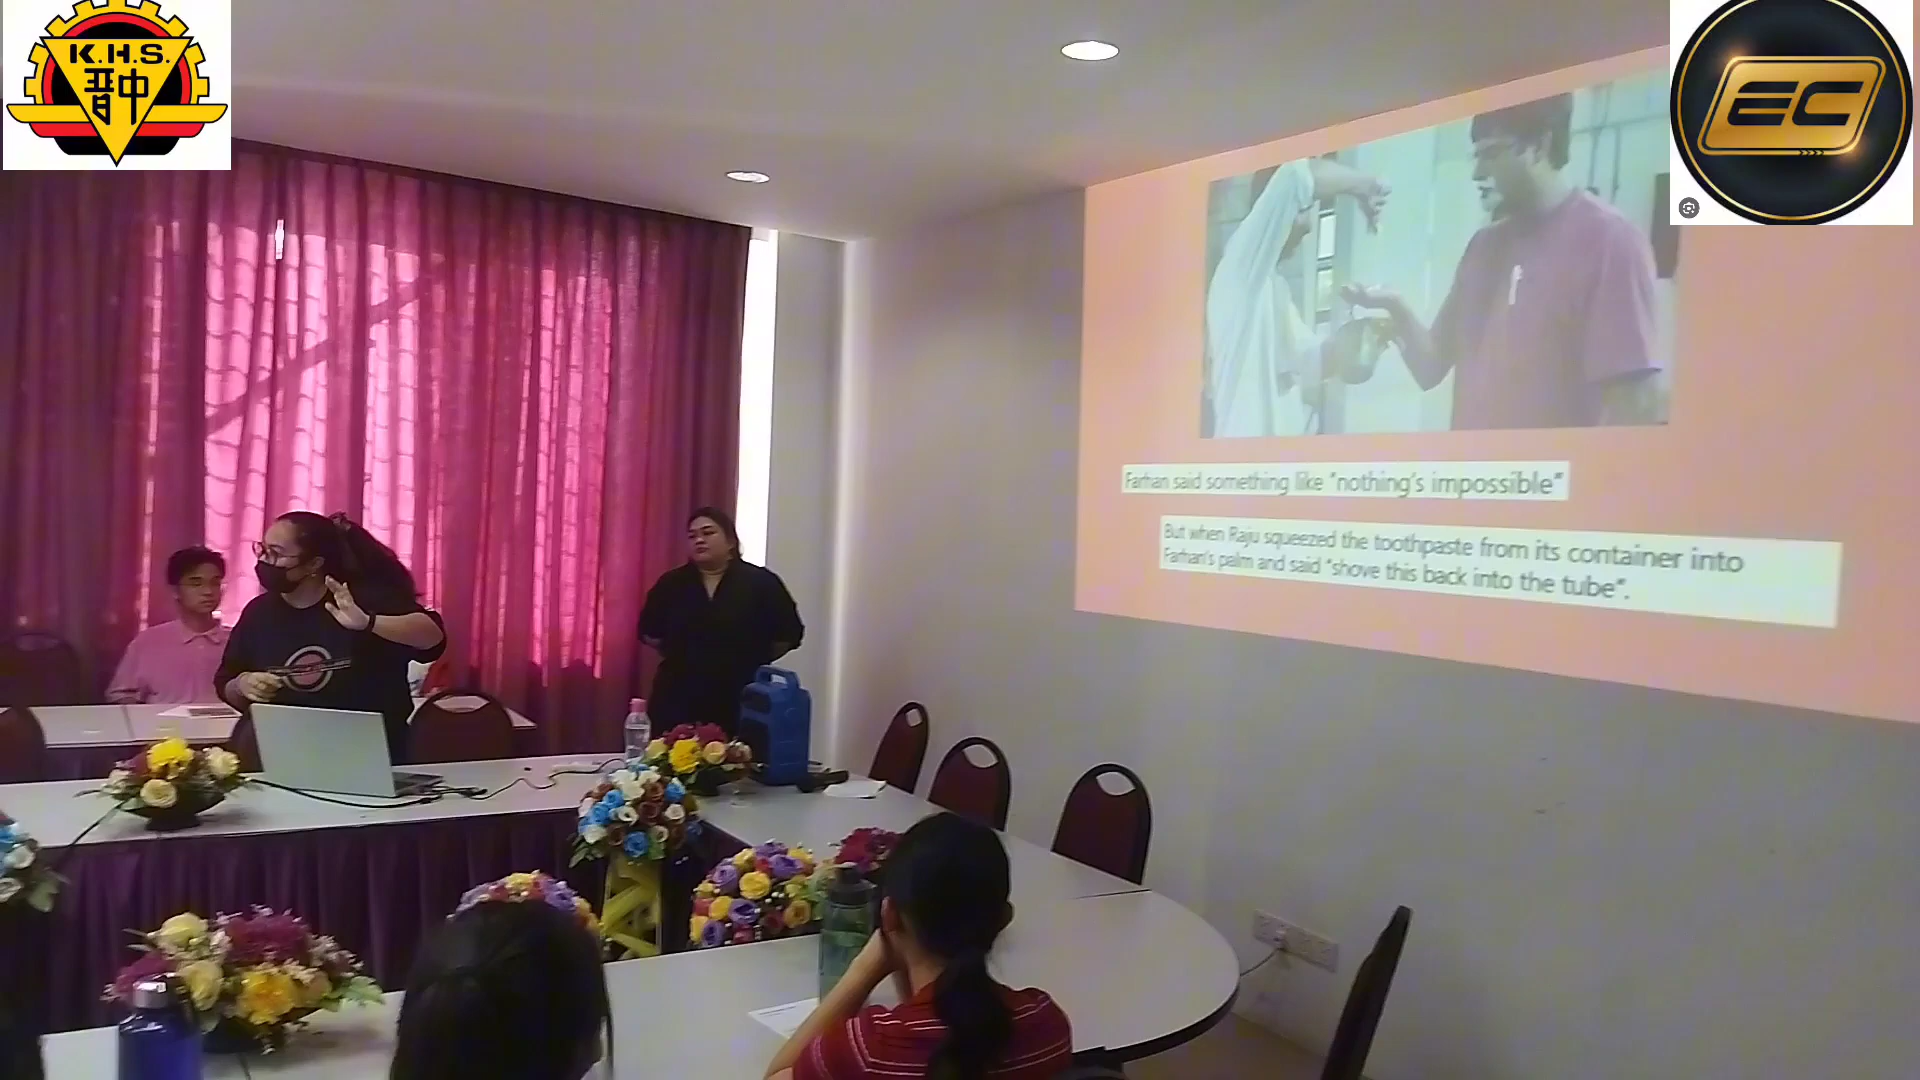 K.H.S.
晋中
EC
Farhan said something like "nothing's impossible"
But when Raju squeezed the toothpaste from its container into
Farhan's palm and said "shove this back into the tube".